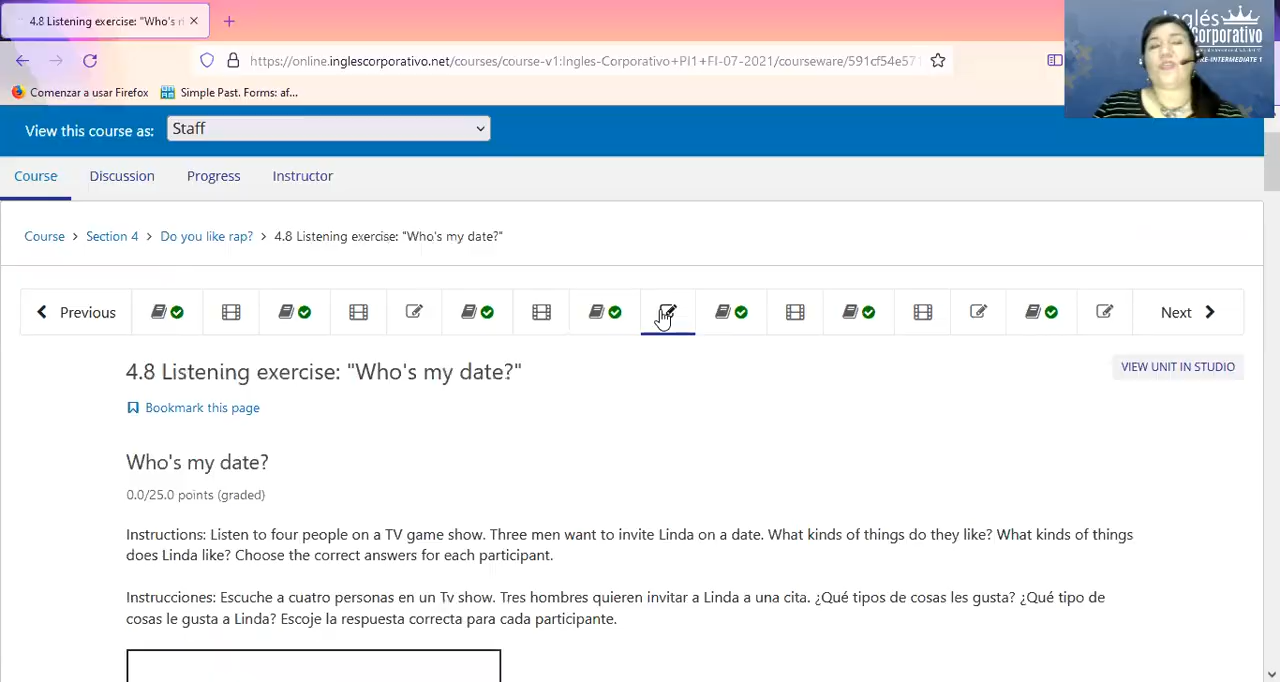 4.8 Listening exercise: "Who's
https://online.inglescorporativo.net/courses/course-v1:Ingles-Corporativo+PI1+FI-07-2021/courseware/591cf54e571
Comenzar a usar Firefox
Simple Past. Forms: af...
Inglés
Corporativo
RE-INTERMEDIATE 1
View this course as:
Staff
Course
Discussion
Progress
Instructor
Course > Section 4 > Do you like rap? > 4.8 Listening exercise: "Who's my date?"
Previous
Next
4.8 Listening exercise: "Who's my date?"
VIEW UNIT IN STUDIO
Bookmark this page
Who's my date?
0.0/25.0 points (graded)
Instructions: Listen to four people on a TV game show. Three men want to invite Linda on a date. What kinds of things do they like? What kinds of things
does Linda like? Choose the correct answers for each participant.
Instrucciones: Escuche a cuatro personas en un Tv show. Tres hombres quieren invitar a Linda a una cita. ¿Qué tipos de cosas les gusta? ¿Qué tipo de
cosas le gusta a Linda? Escoje la respuesta correcta para cada participante.